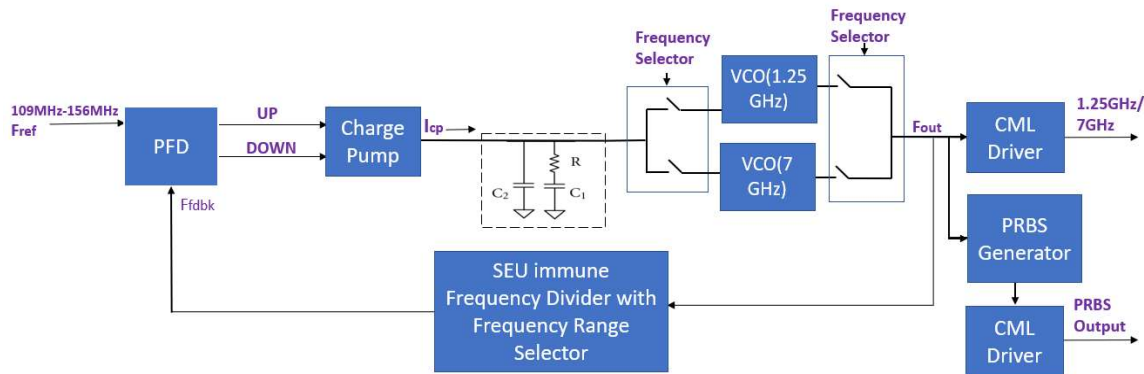 109MHz-156MHz
Fref
PFD
UP
DOWN
Charge
Pump
Icp
R
C2
C1
Ffdbk
Frequency
Selector
VCO(1.25
GHz)
VCO(7
GHz)
Frequency
Selector
Fout
CML
Driver
1.25GHz/
7GHz
PRBS
Generator
CML
Driver
PRBS
Output
SEU immune
Frequency Divider with
Frequency Range
Selector